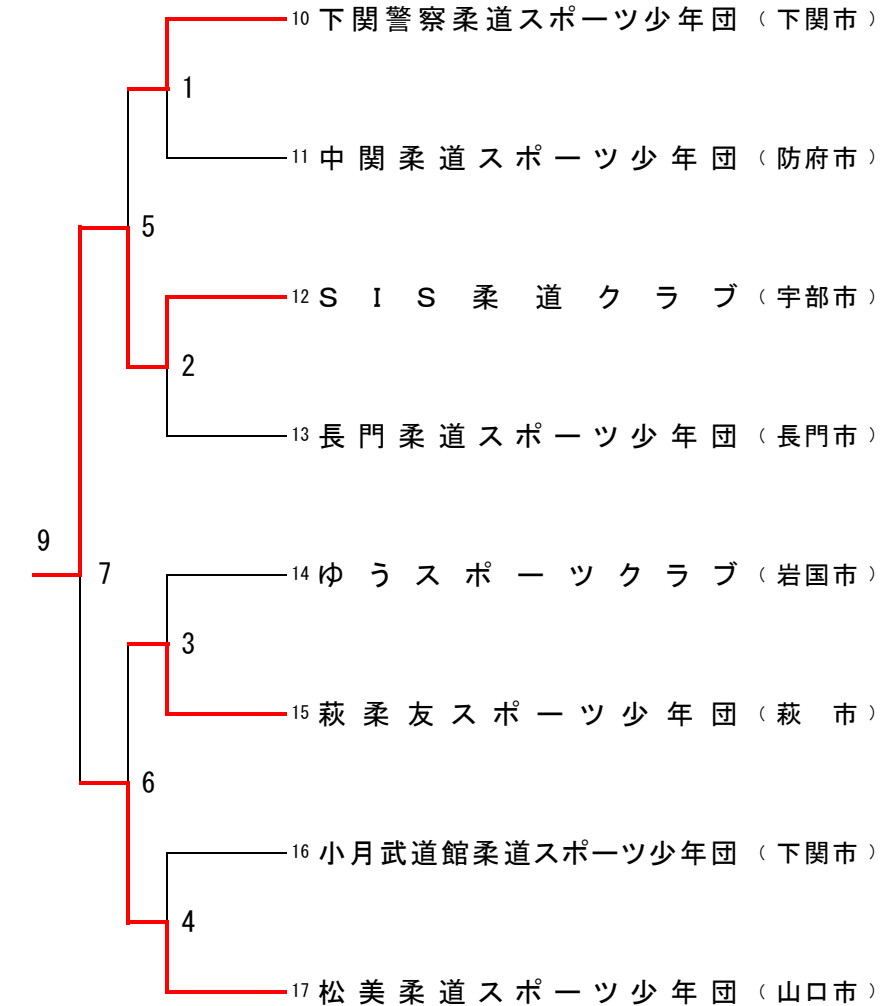 10 下関警察柔道スポーツ少年団 （下関市）
1
11 中関柔道スポーツ少年団 （防府市）
5
12 ＳＩＳ柔道クラブ （宇部市）
2
13 長門柔道スポーツ少年団 （長門市）
9
7
14 ゆうスポーツクラブ （岩国市）
3
15 萩柔友スポーツ少年団 （萩　市）
6
16 小月武道館柔道スポーツ少年団 （下関市）
4
17 松美柔道スポーツ少年団 （山口市）